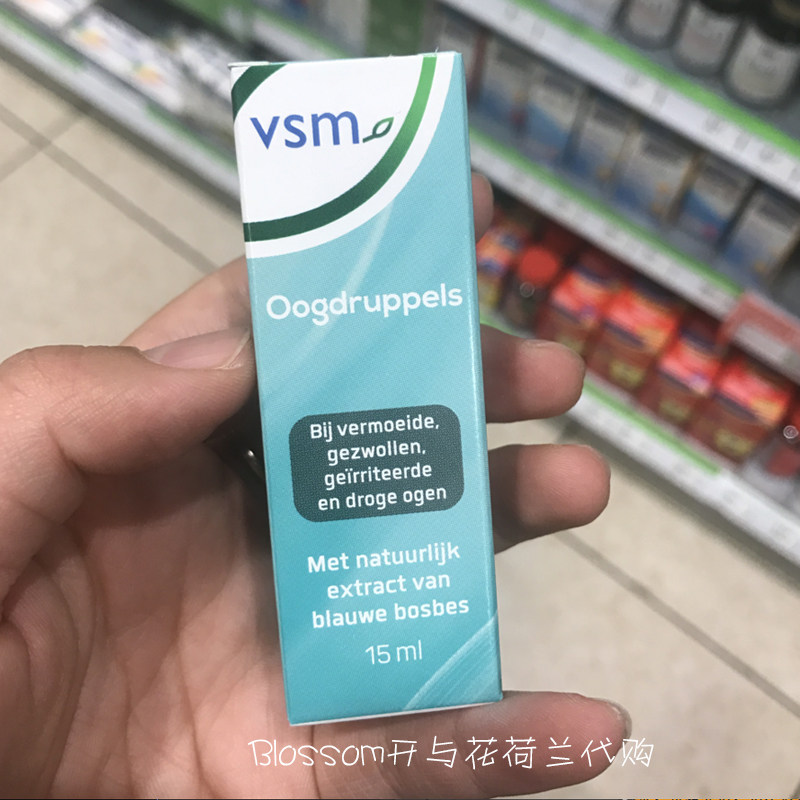 vsm
Oogdruppels
Bij vermoeide,
gezwollen,
geïrriteerde
en droge ogen
Met natuurlijk
extract van
blauwe bosbes
15 ml
Blossom开与花荷兰代购